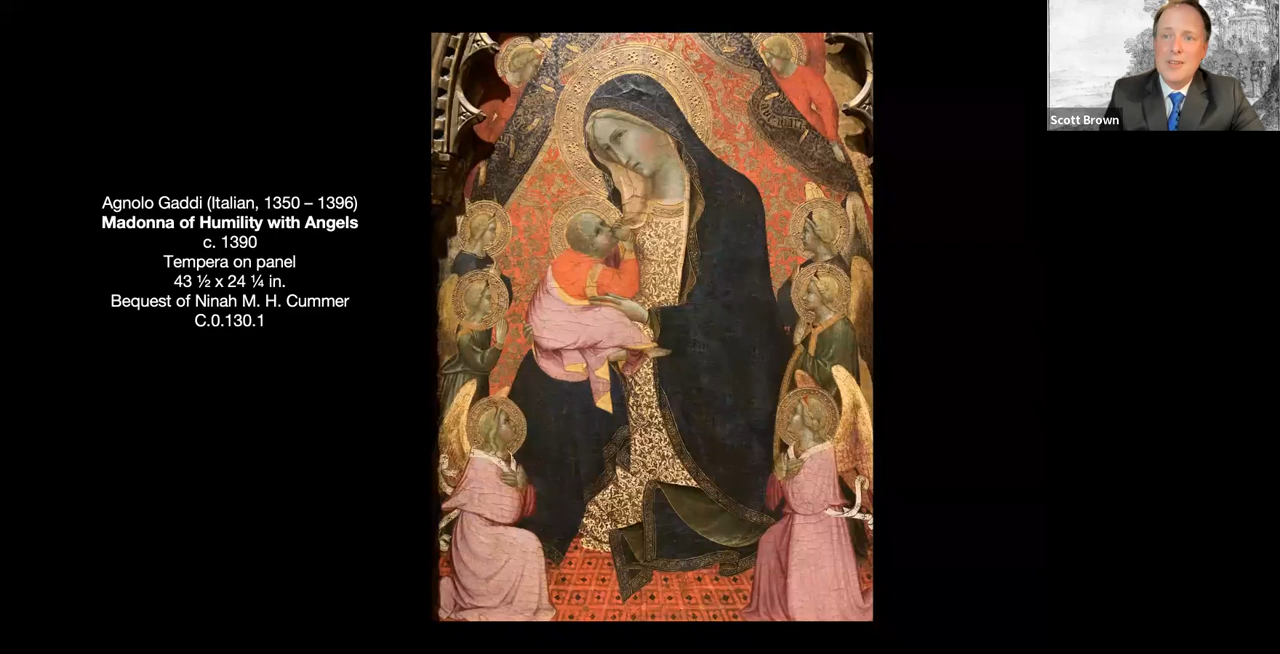 Agnolo Gaddi (Italian, 1350 – 1396)
Madonna of Humility with Angels
c. 1390
Tempera on panel
43 ½ x 24 ¼ in.
Bequest of Ninah M. H. Cummer
C.0.130.1
Scott Brown